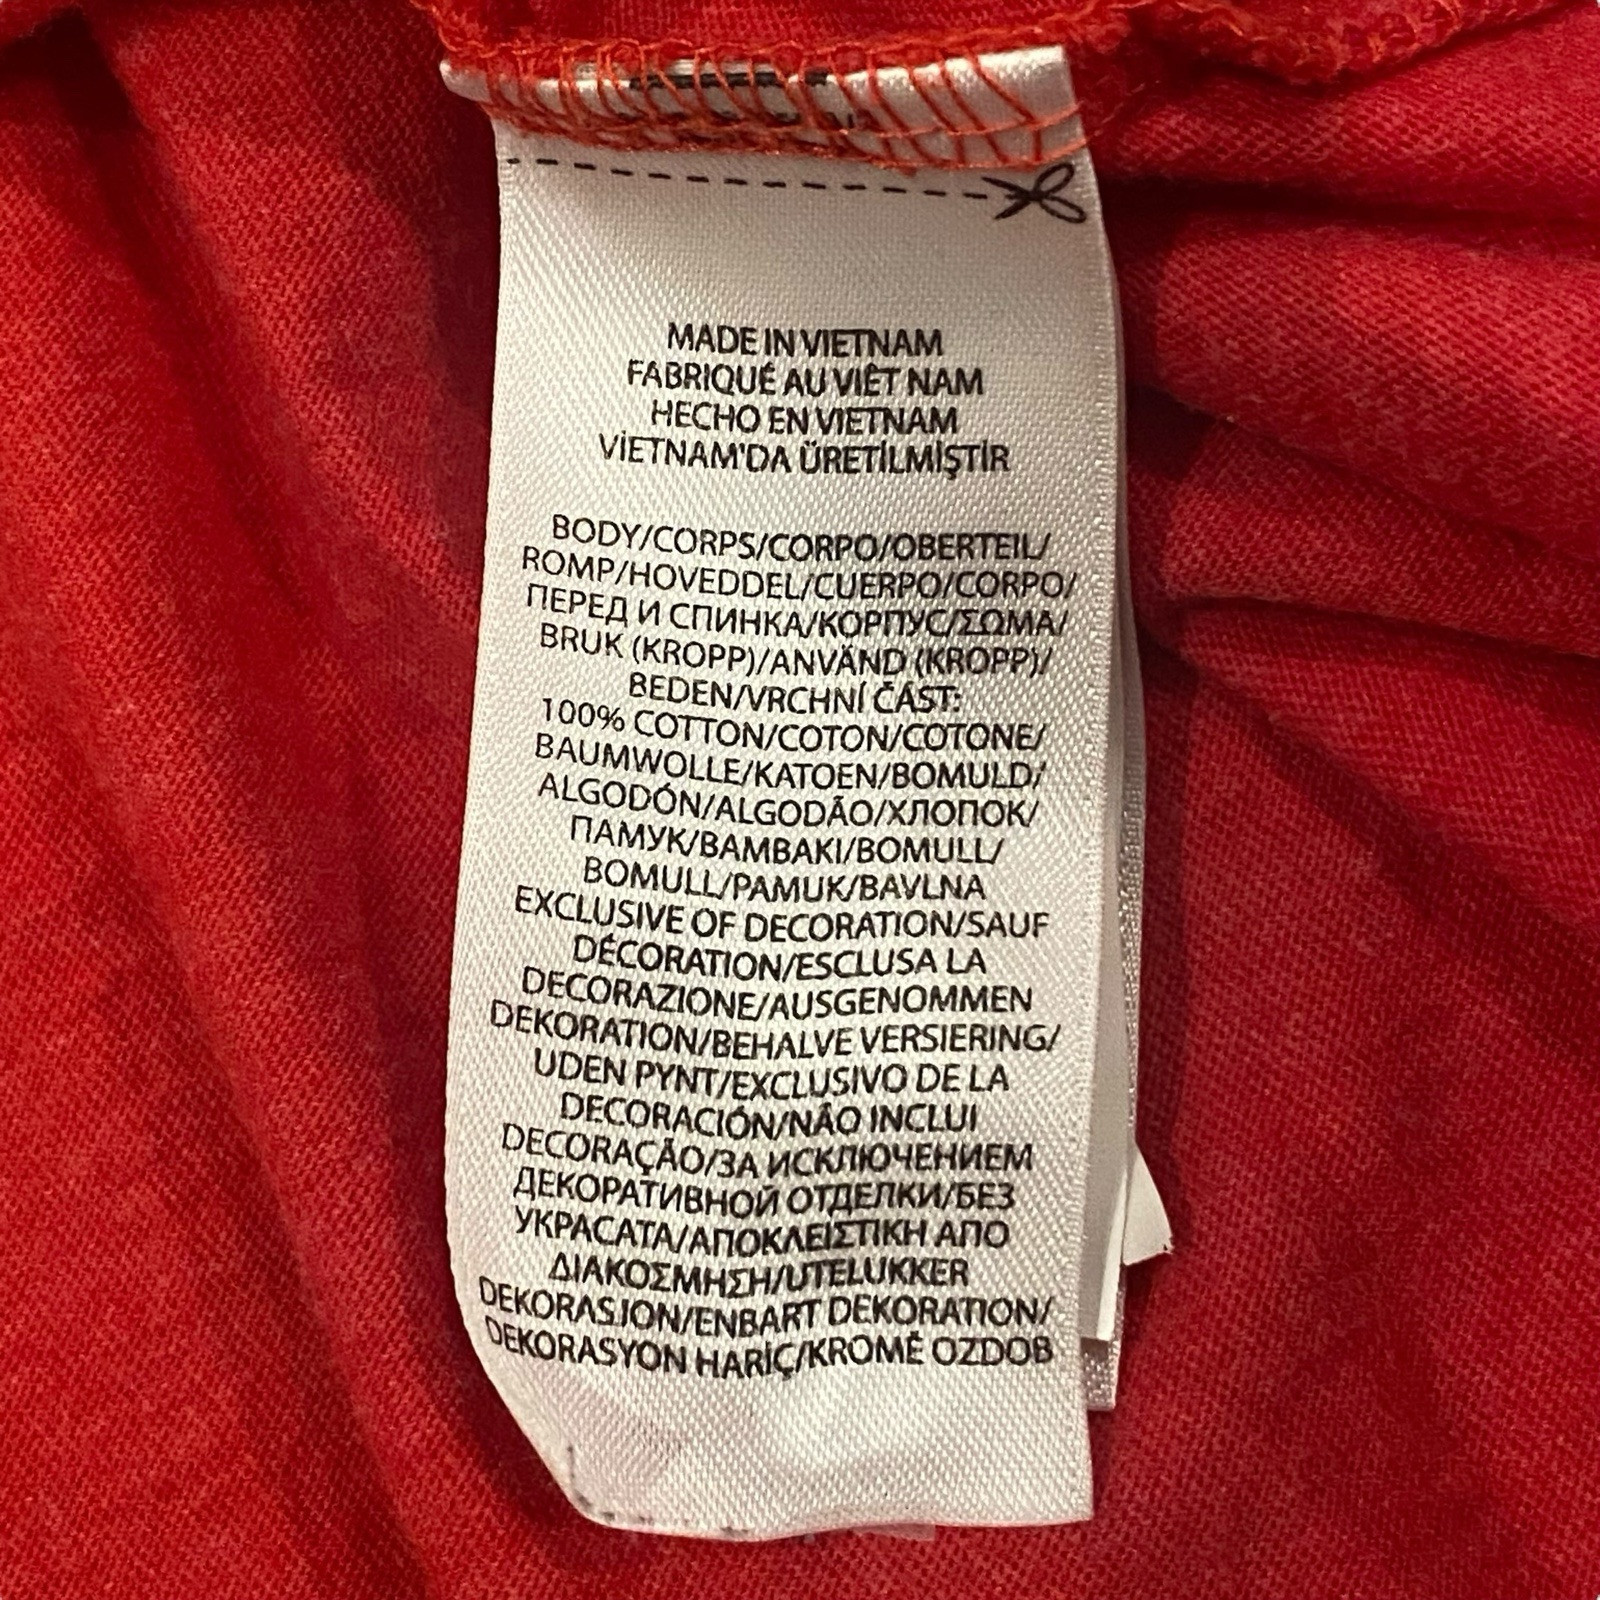 MADE IN VIETNAM
FABRIQUÉ AU VIÊT NAM
HECHO EN VIETNAM
VİETNAM'DA ÜRETİLMİŞTİR
BODY/CORPS/CORPO/OBERTEIL/
ROMP/HOVEDDEL/CUERPO/CORPO/
ПЕРЕД И СПИНКА/КОРПУС/ΣΩΜΑ/
BRUK (KROPP)/ANVÄND (KROPP)/
BEDEN/VRCHNÍ ČÁST:
100% COTTON/COTON/COTONE/
BAUMWOLLE/KATOEN/BOMULD/
ALGODÓN/ALGODÃO/ХЛОПОК/
ПАМУК/BAMBAKI/BOMULL/
BOMULL/PAMUK/BAVLNA
EXCLUSIVE OF DECORATION/SAUF
DÉCORATION/ESCLUSA LA
DECORAZIONE/AUSGENOMMEN
DEKORATION/BEHALVE VERSIERING/
UDEN PYNT/EXCLUSIVO DE LA
DECORACIÓN/NÃO INCLUI
DECORAÇÃO/ЗА ИСКЛЮЧЕНИЕМ
ДЕКОРАТИВНОЙ ОТДЕЛКИ/БЕЗ
УКРАСАТА/ΑΠΟΚΛΕΙΣΤΙΚΗ ΑΠΟ
ΔΙΑΚΟΣΜΗΣΗ/UTELUKKER
DEKORASJON/ENBART DEKORATION/
DEKORASYON HARİÇ/KROMĚ OZDOB